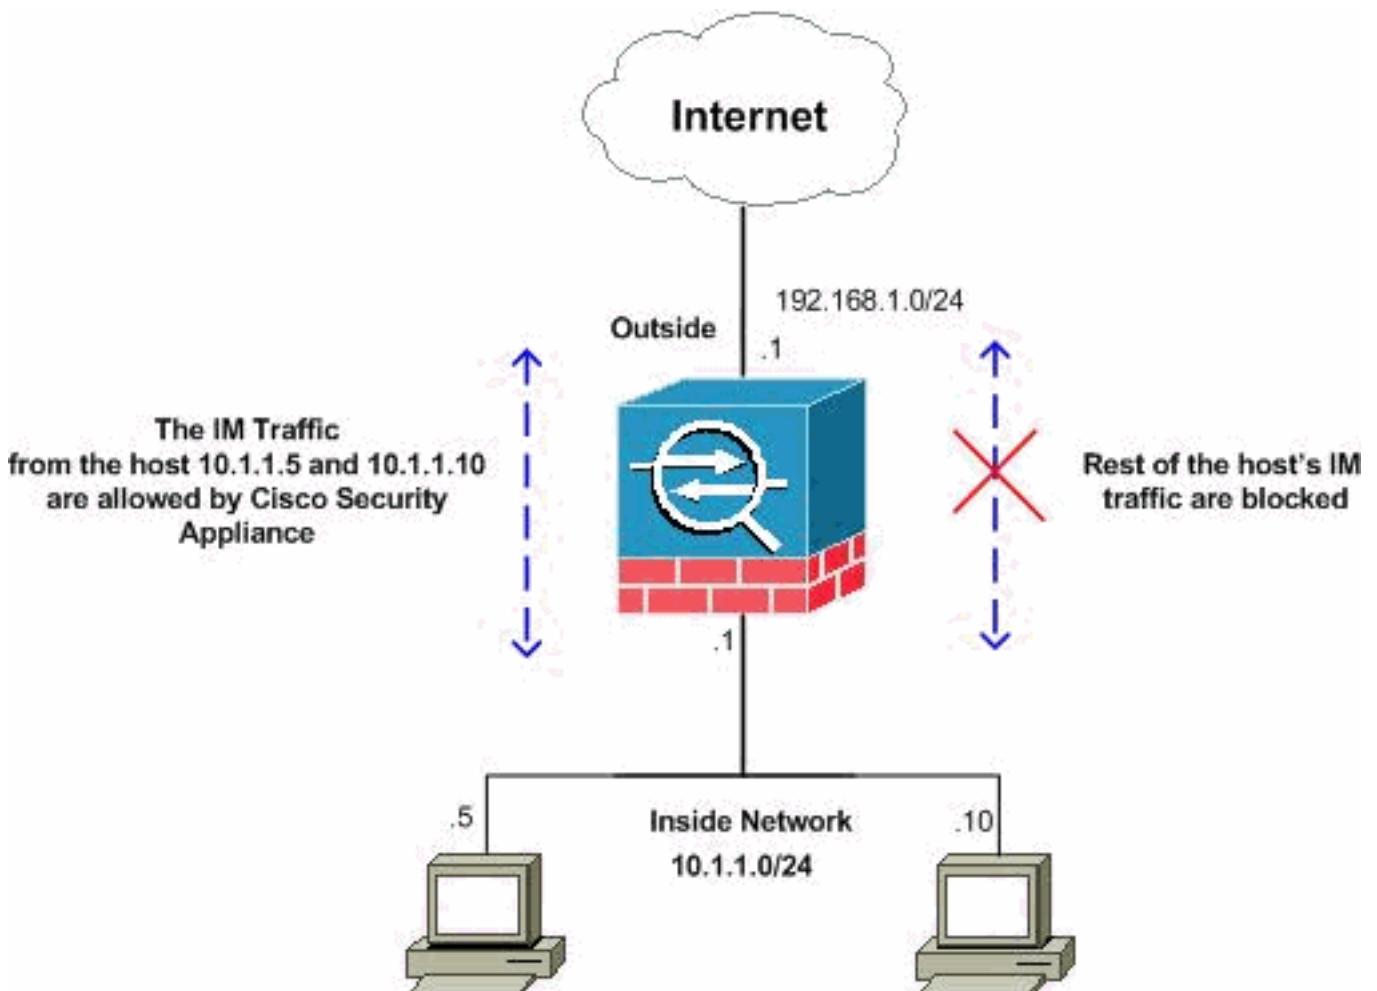 Internet
192.168.1.0/24
Outside
.1
The IM Traffic
from the host 10.1.1.5 and 10.1.1.10
are allowed by Cisco Security
Appliance
Rest of the host's IM
traffic are blocked
.1
.5
Inside Network
.10
10.1.1.0/24